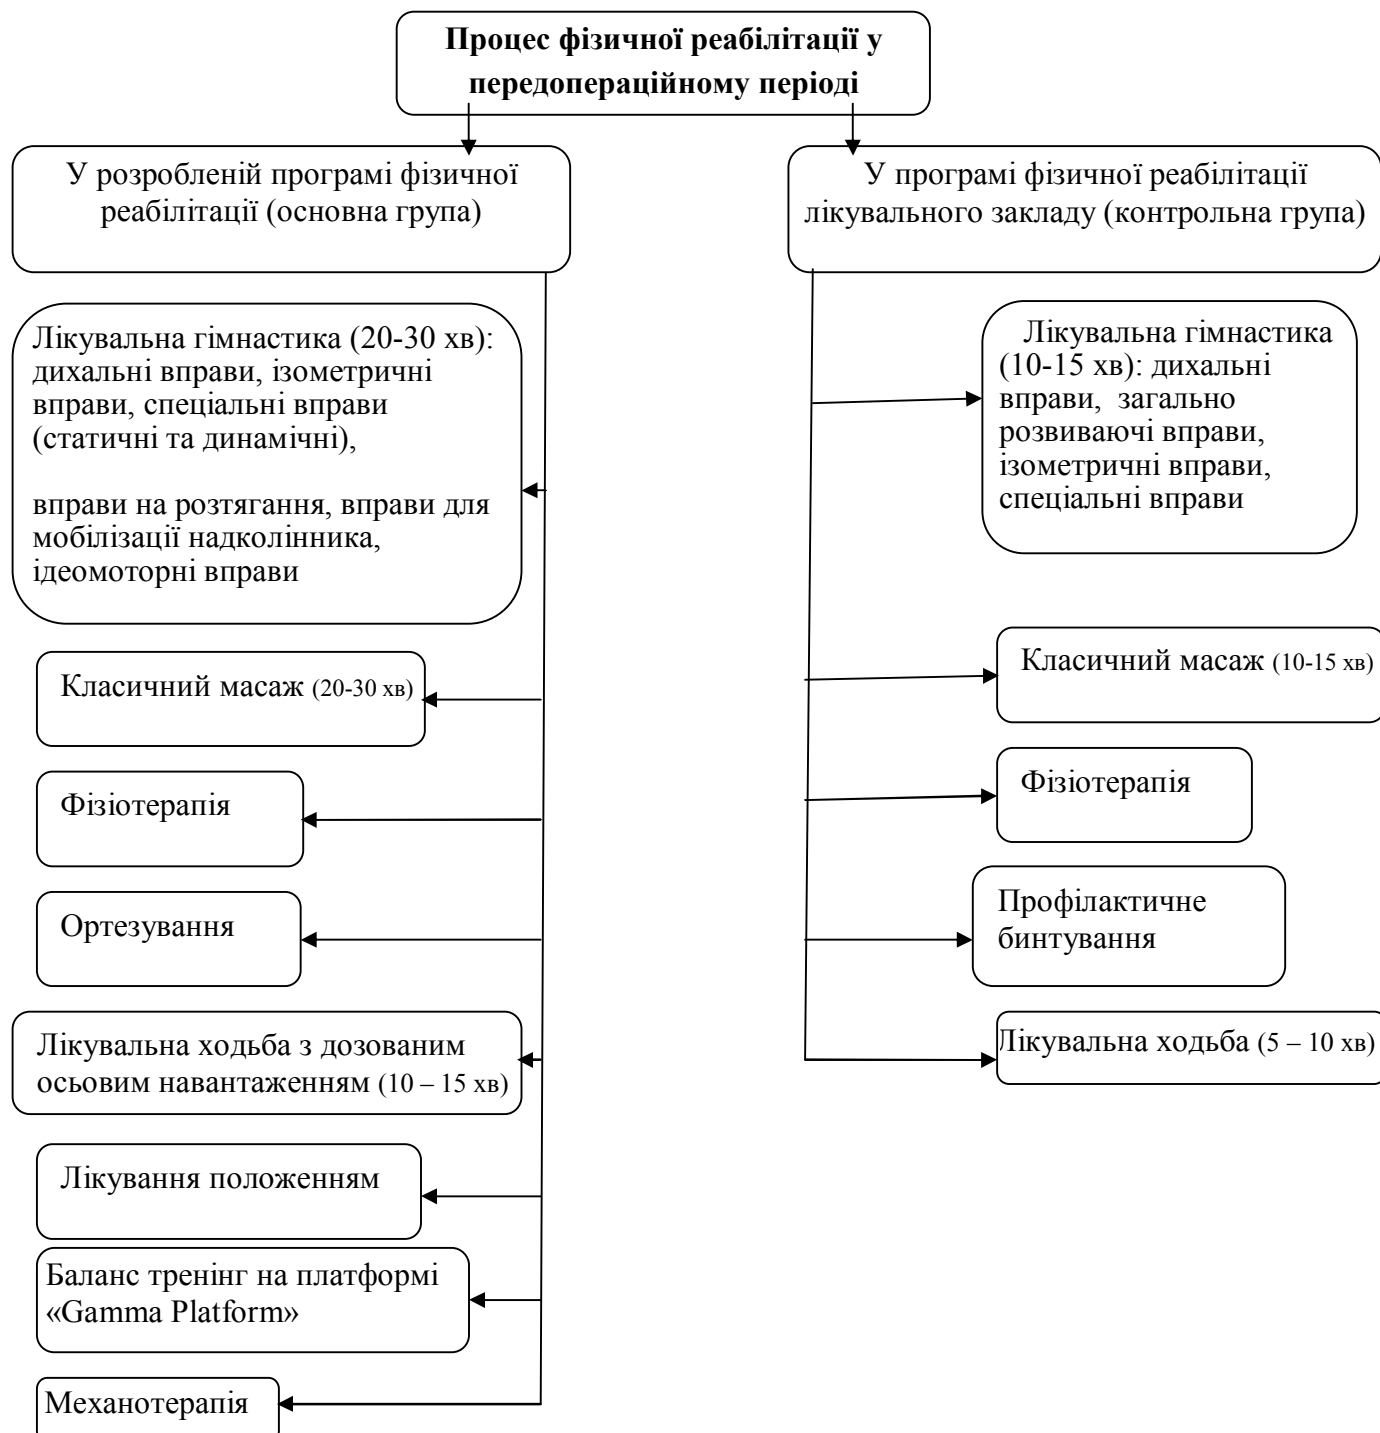 Процес фізичної реабілітації у
передопераційному періоді
У розробленій програмі фізичної
реабілітації (основна група)
У програмі фізичної реабілітації
лікувального закладу (контрольна група)
Лікувальна гімнастика (20-30 хв):
дихальні вправи, ізометричні
вправи, спеціальні вправи
(статичні та динамічні),
вправи на розтягання, вправи для
мобілізації надколінника,
ідеомоторні вправи
Класичний масаж (20-30 хв)
Фізіотерапія
Ортезування
Лікувальна ходьба з дозованим
осьовим навантаженням (10 – 15 хв)
Лікування положенням
Баланс тренінг на платформі
«Gamma Platform»
Механотерапія
Лікувальна гімнастика
(10-15 хв): дихальні
вправи, загально
розвиваючі вправи,
ізометричні вправи,
спеціальні вправи
Класичний масаж (10-15 хв)
Фізіотерапія
Профілактичне
бинтування
Лікувальна ходьба (5 – 10 хв)